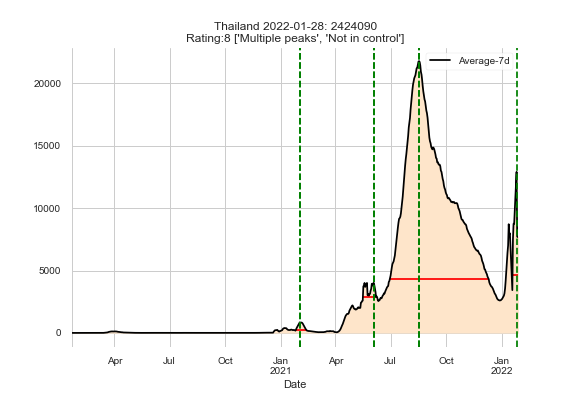 Thailand 2022-01-28: 2424090
Rating:8 ['Multiple peaks', 'Not in control']
Average-7d
20000
15000
10000
5000
0
Apr
Jul
Oct
Jan
2021
Apr
Jul
Oct
Jan
2022
Date